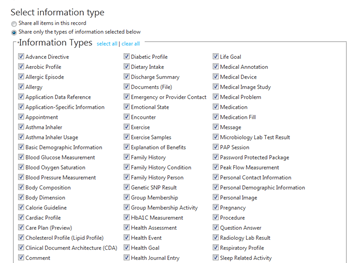 Select information type
Share all items in this record
Share only the types of information selected below
Information Types select all | clear all
Advance Directive
Aerobic Profile
Allergic Episode
Allergy
Application Data Reference
Application-Specific Information
Appointment
Asthma Inhaler
Asthma Inhaler Usage
Basic Demographic Information
Blood Glucose Measurement
Blood Oxygen Saturation
Blood Pressure Measurement
Body Composition
Body Dimension
Calorie Guideline
Cardiac Profile
Care Plan (Preview)
Cholesterol Profile (Lipid Profile)
Clinical Document Architecture (CDA)
Comment
Diabetic Profile
Dietary Intake
Discharge Summary
Documents (File)
Emergency or Provider Contact
Emotional State
Encounter
Exercise
Exercise Samples
Explanation of Benefits
Family History
Family History Condition
Family History Person
Genetic SNP Result
Group Membership
Group Membership Activity
HbA1C Measurement
Health Assessment
Health Event
Health Goal
Health Journal Entry
Life Goal
Medical Annotation
Medical Device
Medical Image Study
Medical Problem
Medication
Medication Fill
Message
Microbiology Lab Test Result
PAP Session
Password Protected Package
Peak Flow Measurement
Personal Contact Information
Personal Demographic Information
Personal Image
Pregnancy
Procedure
Question Answer
Radiology Lab Result
Respiratory Profile
Sleep Related Activity